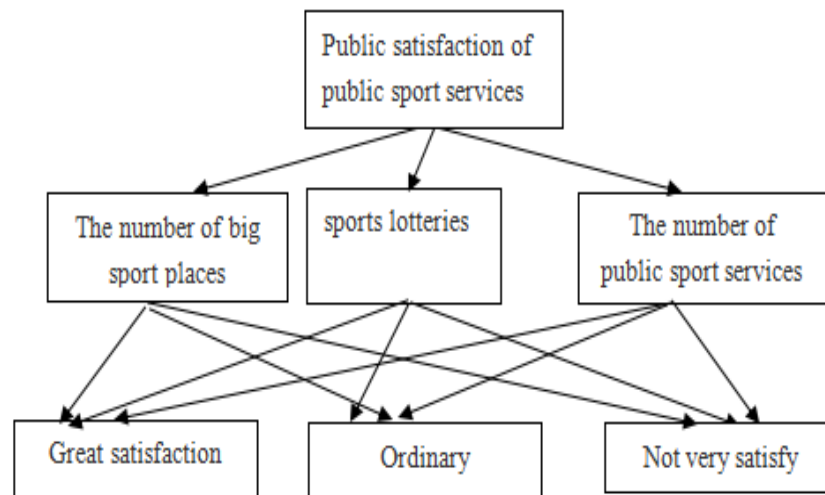 Public satisfaction of
public sport services
The number of big
sport places
sports lotteries
The number of
public sport services
Great satisfaction
Ordinary
Not very satisfy